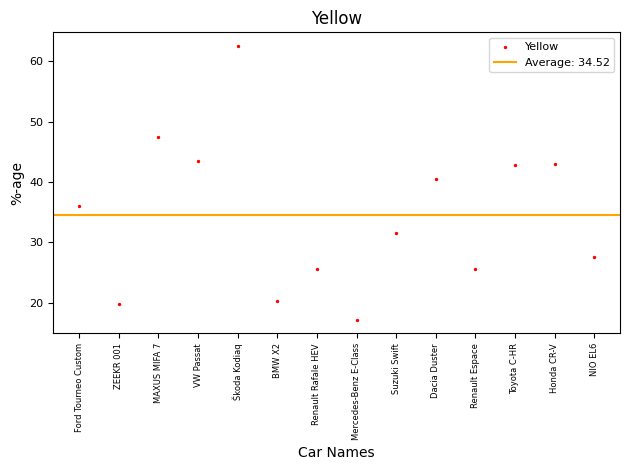 Yellow
Yellow
Average: 34.52
%-age
60
50
40
30
20
Ford Tourneo Custom
ZEEKR 001
MAXUS MIFA 7
VW Passat
Škoda Kodiaq
BMW X2
Renault Rafale HEV
Mercedes-Benz E-Class
Suzuki Swift
Dacia Duster
Renault Espace
Toyota C-HR
Honda CR-V
NIO EL6
Car Names